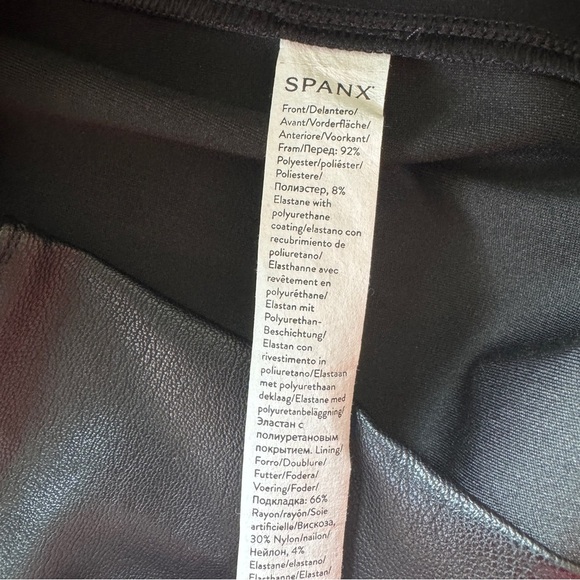 SPANX
Front/Delantero/
Avant/Vorderfläche/
Anteriore/Voorkant/
Fram/Перед: 92%
Polyester/poliéster/
Poliestere/
Полиэстер, 8%
Elastane with
polyurethane
coating/elastano con
recubrimiento de
poliuretano/
Elasthanne avec
revêtement en
polyuréthane/
Elastan mit
Polyurethan-
Beschichtung/
Elastan con
rivestimento in
poliuretano/Elastaan
met polyurethaan
deklaag/Elastane med
polyuretanbeläggning/
Эластан с
полиуретановым
покрытием. Lining/
Forro/Doublure/
Futter/Fodera/
Voering/Foder/
Подкладка: 66%
Rayon/rayón/Soie
artificielle/Вискоза,
30% Nylon/nailon/
Нейлон, 4%
Elastane/elastano/
Elasthanne/Elastan/